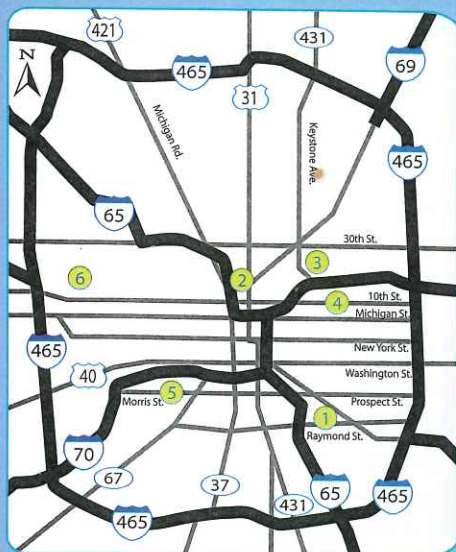 421
431
465
69
N
31
Michigan Rd.
Keystone Ave.
465
65
30th St.
3
6
2
10th St.
4
Michigan St.
465
New York St.
40
Washington St.
5
Morris St.
Prospect St.
1
Raymond St.
70
67
37
431
65
465
465